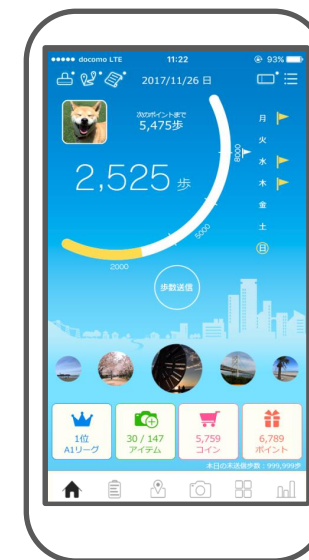 docomo LTE 11:22 93%
2017/11/26 日
次のポイントまで
5,475歩
2,525 歩
8000
5000
2000
月
火
水
木
金
土
日
歩数送信
1位
A1リーグ
30 / 147
アイテム
5,759
コイン
6,789
ポイント
本日の未送信歩数：999,999歩